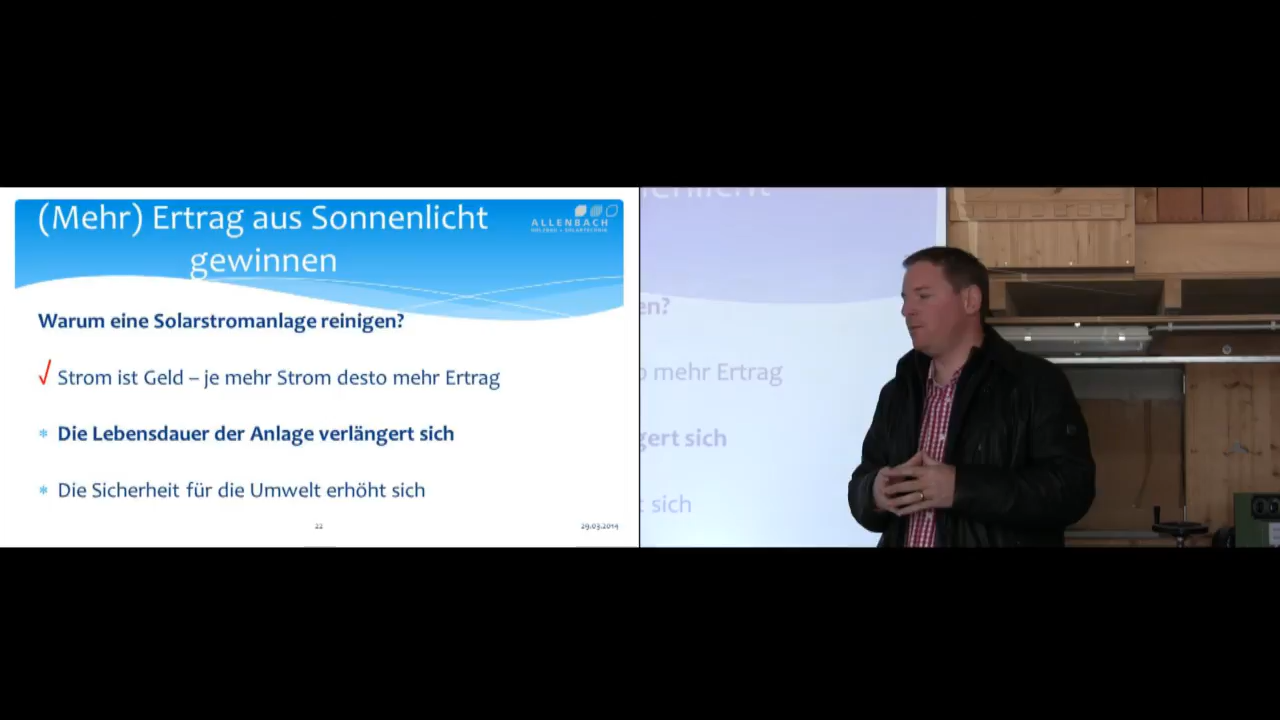 (Mehr) Ertrag aus Sonnenlicht
gewinnen
ALLENBACH
HOLZBAU + SOLARTECHNIK
Warum eine Solarstromanlage reinigen?
√ Strom ist Geld – je mehr Strom desto mehr Ertrag
* Die Lebensdauer der Anlage verlängert sich
* Die Sicherheit für die Umwelt erhöht sich
22
29.03.2014
en?
mehr Ertrag
gert sich
t sich